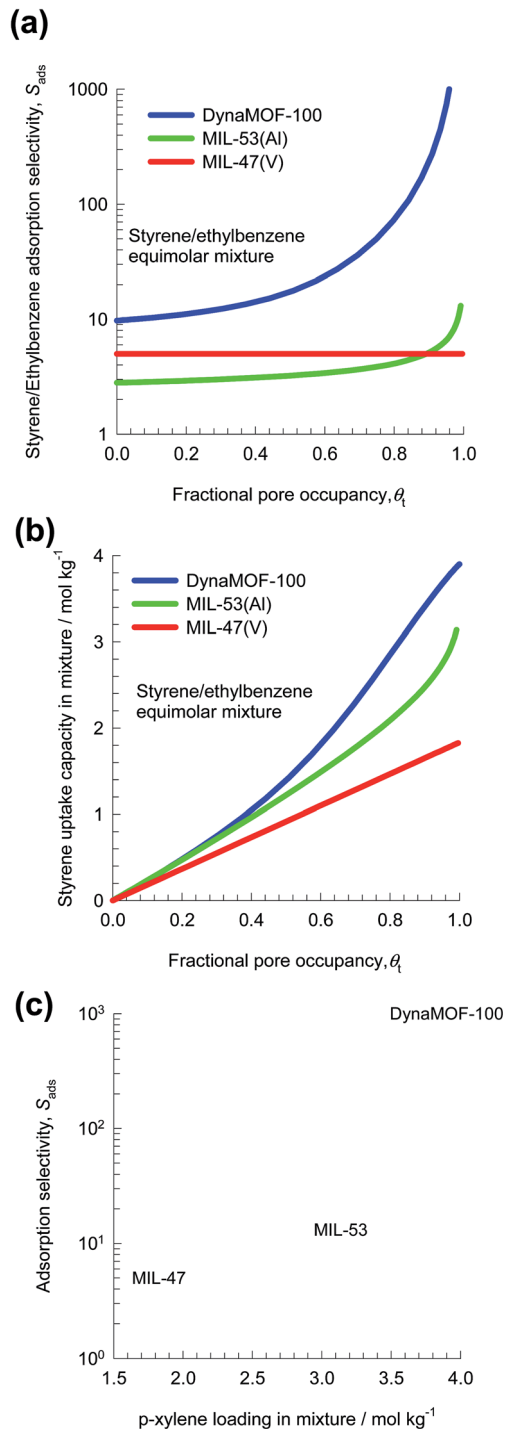 (a)
Styrene/Ethylbenzene adsorption selectivity, Sads
1000
100
10
1
DynaMOF-100
MIL-53(Al)
MIL-47(V)
Styrene/ethylbenzene
equimolar mixture
0.0 0.2 0.4 0.6 0.8 1.0
Fractional pore occupancy,θt
(b)
Styrene uptake capacity in mixture / mol kg-1
4
3
2
1
0
DynaMOF-100
MIL-53(Al)
MIL-47(V)
Styrene/ethylbenzene
equimolar mixture
0.0 0.2 0.4 0.6 0.8 1.0
Fractional pore occupancy,θt
(c)
Adsorption selectivity, Sads
10³
10²
10¹
10⁰
DynaMOF-100
MIL-53
MIL-47
1.5 2.0 2.5 3.0 3.5 4.0
p-xylene loading in mixture / mol kg-1